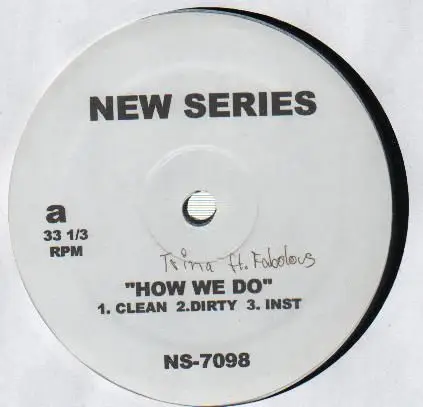 NEW SERIES
a
33 1/3
RPM
Trina ft. Fabolous
"HOW WE DO"
1. CLEAN 2.DIRTY 3. INST
NS-7098